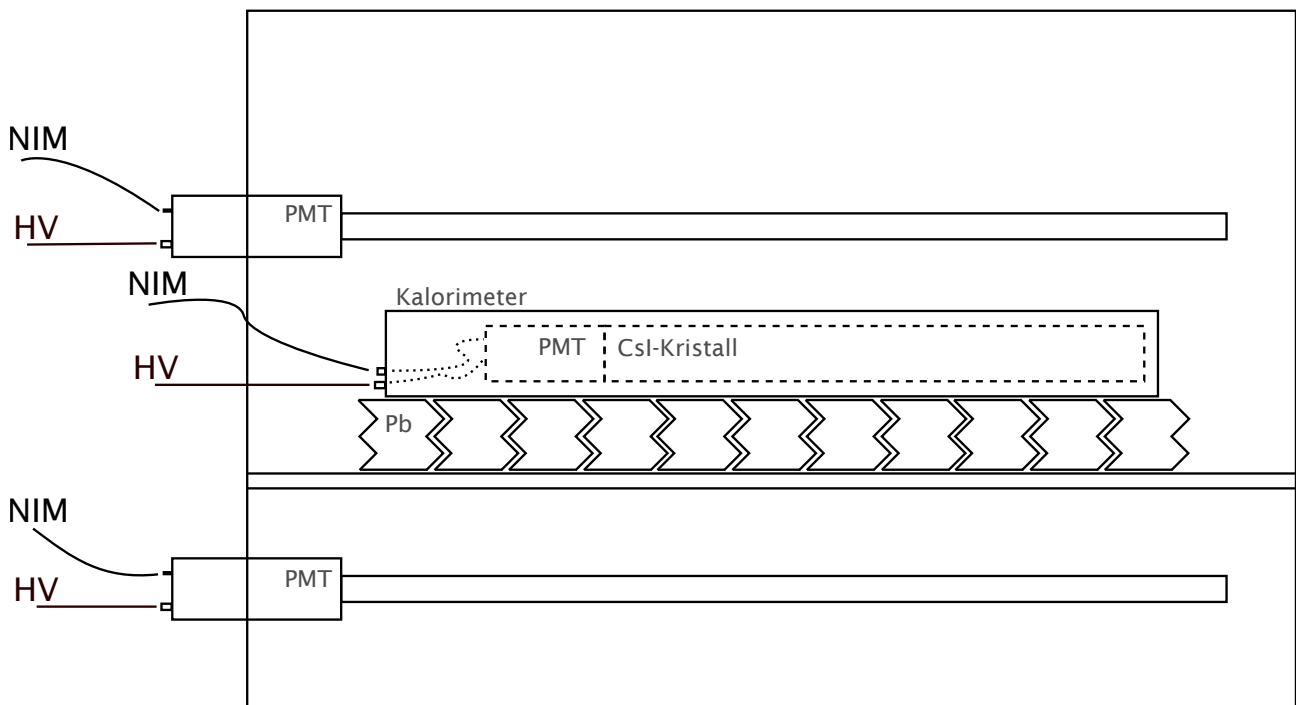 NIM
PMT
HV
NIM
Kalorimeter
PMT
CsI-Kristall
HV
Pb
NIM
PMT
HV